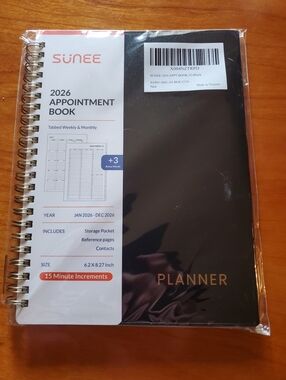 SUNEE
2026
APPOINTMENT
BOOK
Tabbed Weekly & Monthly
+3
YEAR JAN 2026 - DEC 2026
INCLUDES Storage Pocket
Reference pages
Contacts
SIZE 6.2 X 8.27 Inch
15 Minute Increments
PLANNER